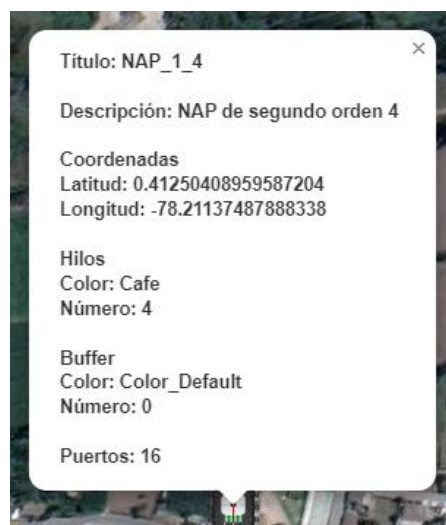 Título: NAP_1_4
Descripción: NAP de segundo orden 4
Coordenadas
Latitud: 0.41250408959587204
Longitud: -78.21137487888338
Hilos
Color: Cafe
Número: 4
Buffer
Color: Color_Default
Número: 0
Puertos: 16